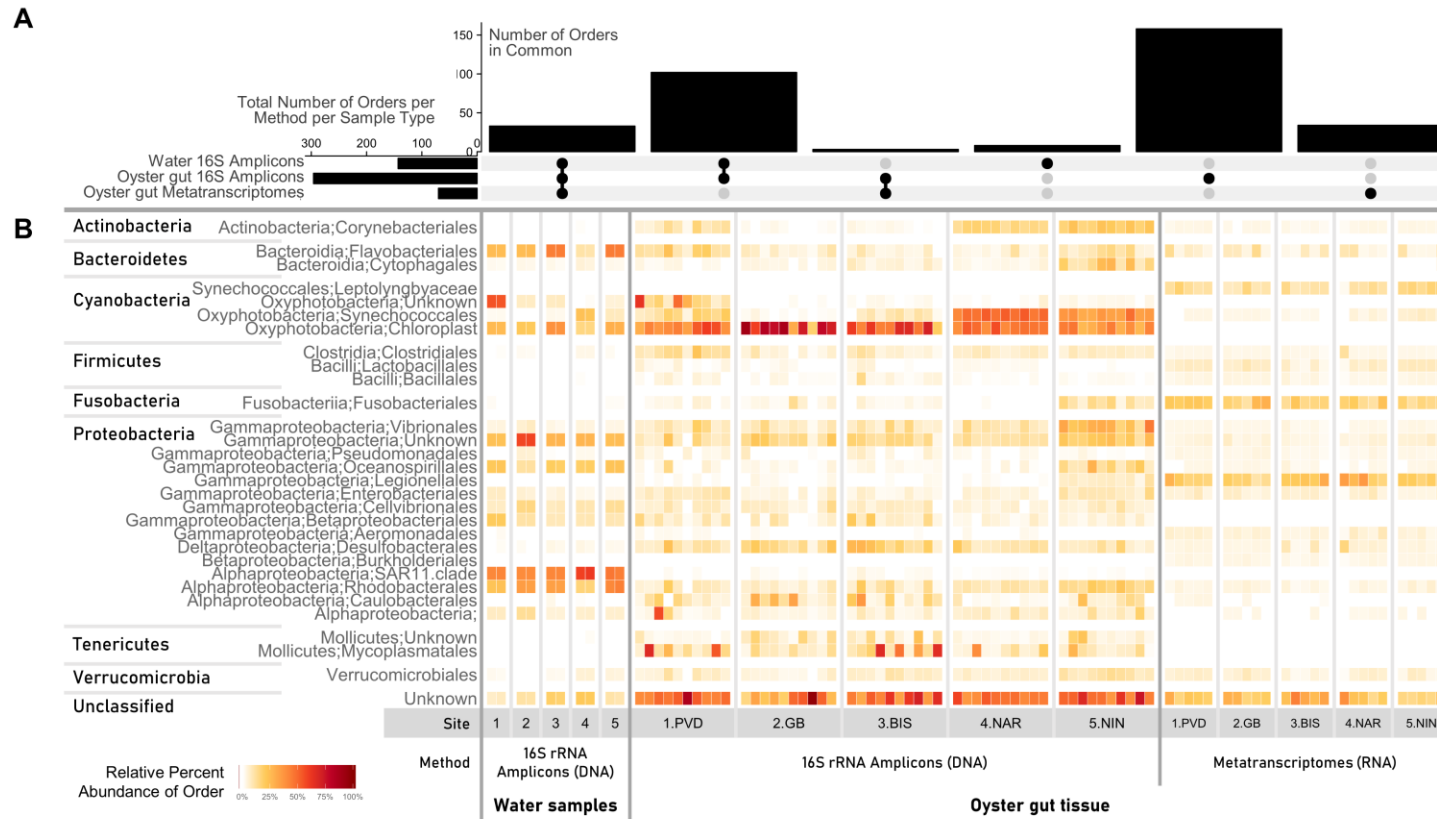 A
Number of Orders
in Common
150
100
50
0
Total Number of Orders per
Method per Sample Type
300
200
100
0
Water 16S Amplicons
Oyster gut 16S Amplicons
Oyster gut Metatranscriptomes
B
Actinobacteria
Actinobacteria;Corynebacteriales
Bacteroidetes
Bacteroidia;Flavobacteriales
Bacteroidia;Cytophagales
Cyanobacteria
Synechococcales;Leptolyngbyaceae
Oxyphotobacteria;Unknown
Oxyphotobacteria;Synechococcales
Oxyphotobacteria;Chloroplast
Firmicutes
Clostridia;Clostridiales
Bacilli;Lactobacillales
Bacilli;Bacillales
Fusobacteria
Fusobacteriia;Fusobacteriales
Proteobacteria
Gammaproteobacteria;Vibrionales
Gammaproteobacteria;Unknown
Gammaproteobacteria;Pseudomonadales
Gammaproteobacteria;Oceanospirillales
Gammaproteobacteria;Legionellales
Gammaproteobacteria;Enterobacteriales
Gammaproteobacteria;Cellvibrionales
Gammaproteobacteria;Betaproteobacteriales
Gammaproteobacteria;Aeromonadales
Deltaproteobacteria;Desulfobacterales
Betaproteobacteria;Burkholderiales
Alphaproteobacteria;SAR11.clade
Alphaproteobacteria;Rhodobacterales
Alphaproteobacteria;Caulobacterales
Alphaproteobacteria;
Tenericutes
Mollicutes;Unknown
Mollicutes;Mycoplasmatales
Verrucomicrobia
Verrucomicrobiales
Unclassified
Unknown
Site 1 2 3 4 5 1.PVD 2.GB 3.BIS 4.NAR 5.NIN 1.PVD 2.GB 3.BIS 4.NAR 5.NIN
Method
16S rRNA
Amplicons (DNA)
16S rRNA Amplicons (DNA)
Metatranscriptomes (RNA)
Relative Percent
Abundance of Order
0% 25% 50% 75% 100%
Water samples
Oyster gut tissue